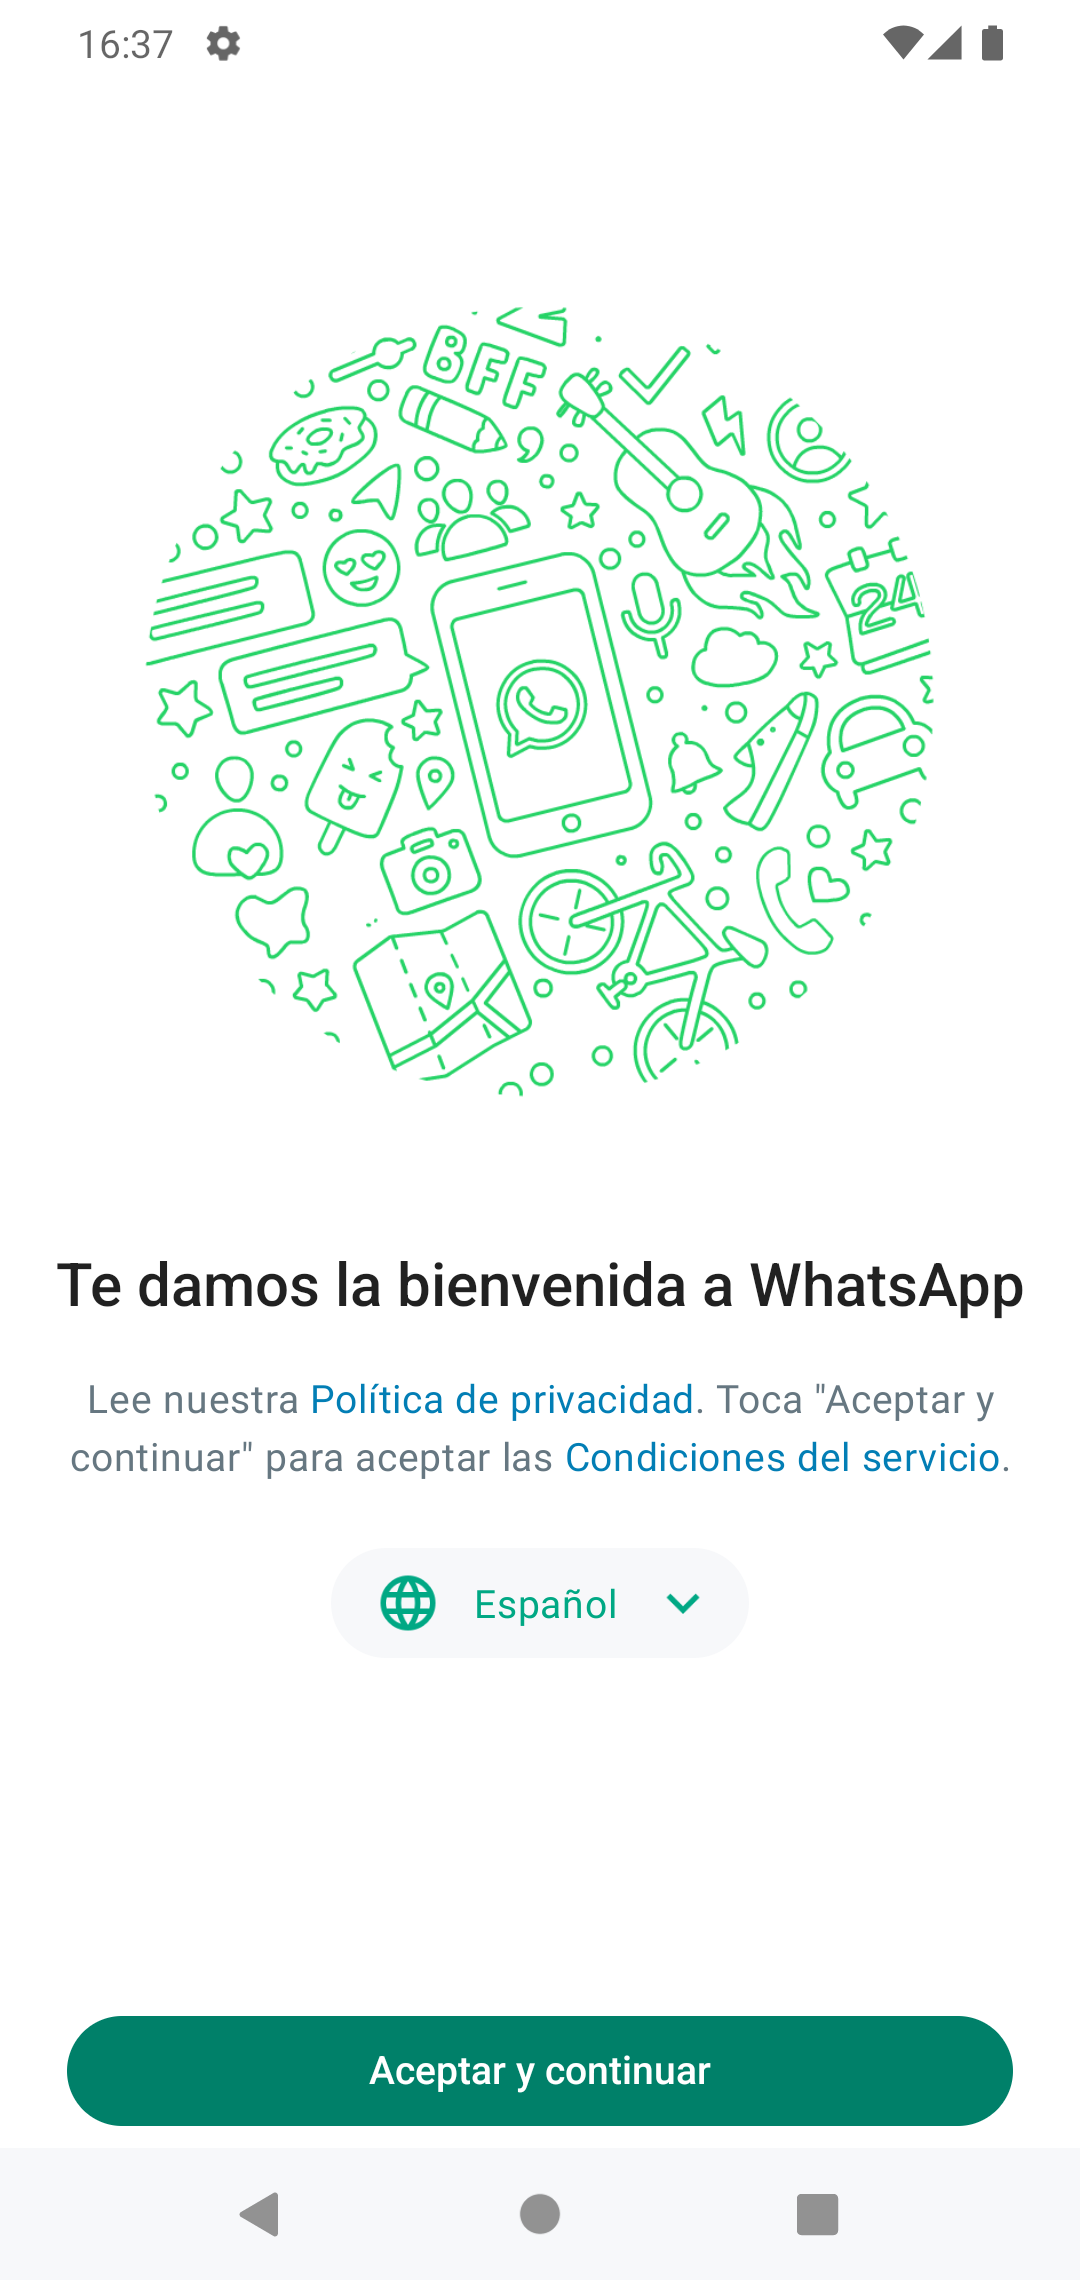 16:37
BFF
24
Te damos la bienvenida a WhatsApp
Lee nuestra Política de privacidad. Toca "Aceptar y
continuar" para aceptar las Condiciones del servicio.
Español
Aceptar y continuar